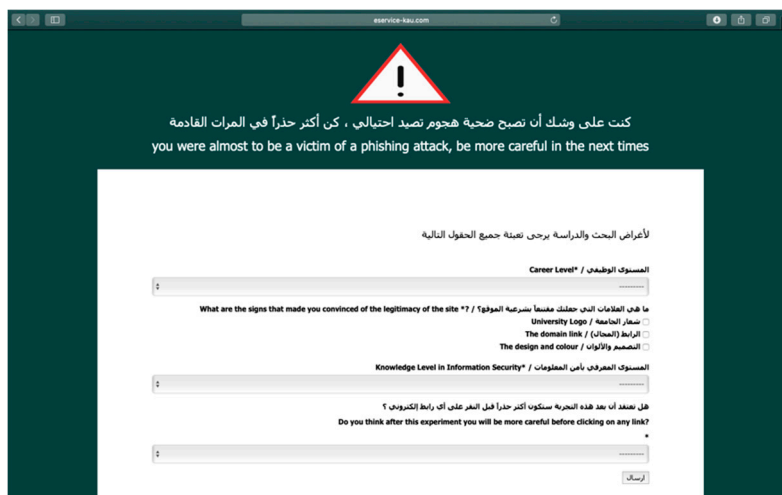 eservice-kau.com
كنت على وشك أن تصبح ضحية هجوم تصيد احتيالي ، كن أكثر حذراً في المرات القادمة
you were almost to be a victim of a phishing attack, be more careful in the next times
لأغراض البحث والدراسة يرجى تعبئة جميع الحقول التالية
المستوى الوظيفي / Career Level*
---------
ما هي العلامات التي جعلتك مقتنعاً بشرعية الموقع؟ / What are the signs that made you convinced of the legitimacy of the site ?*
شعار الجامعة / University Logo
الرابط (المجال) / The domain link
التصميم والألوان / The design and colour
المستوى المعرفي بأمن المعلومات / Knowledge Level in Information Security*
---------
هل تعتقد أن بعد هذه التجربة ستكون أكثر حذرا قبل النقر على أي رابط إلكتروني ؟
Do you think after this experiment you will be more careful before clicking on any link?
*
---------
ارسال